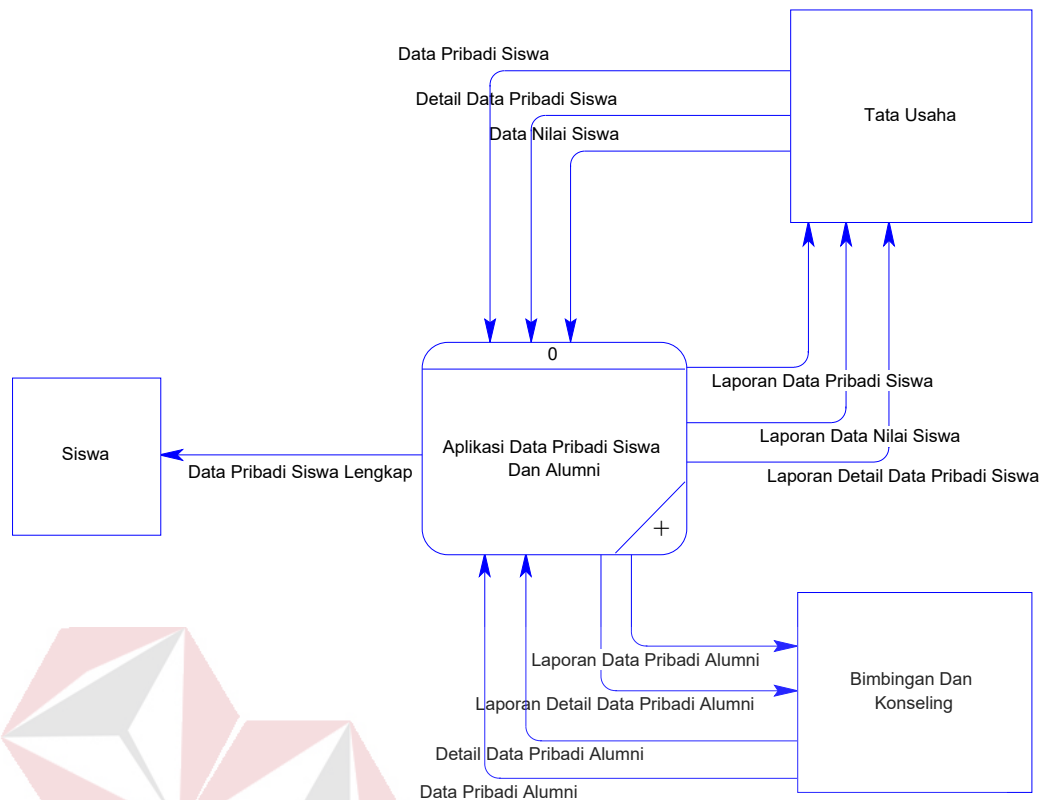 Data Pribadi Siswa
Detail Data Pribadi Siswa
Data Nilai Siswa
Tata Usaha
0
Aplikasi Data Pribadi Siswa
Dan Alumni
+
Siswa
Data Pribadi Siswa Lengkap
Laporan Data Pribadi Siswa
Laporan Data Nilai Siswa
Laporan Detail Data Pribadi Siswa
Laporan Data Pribadi Alumni
Laporan Detail Data Pribadi Alumni
Detail Data Pribadi Alumni
Data Pribadi Alumni
Bimbingan Dan
Konseling